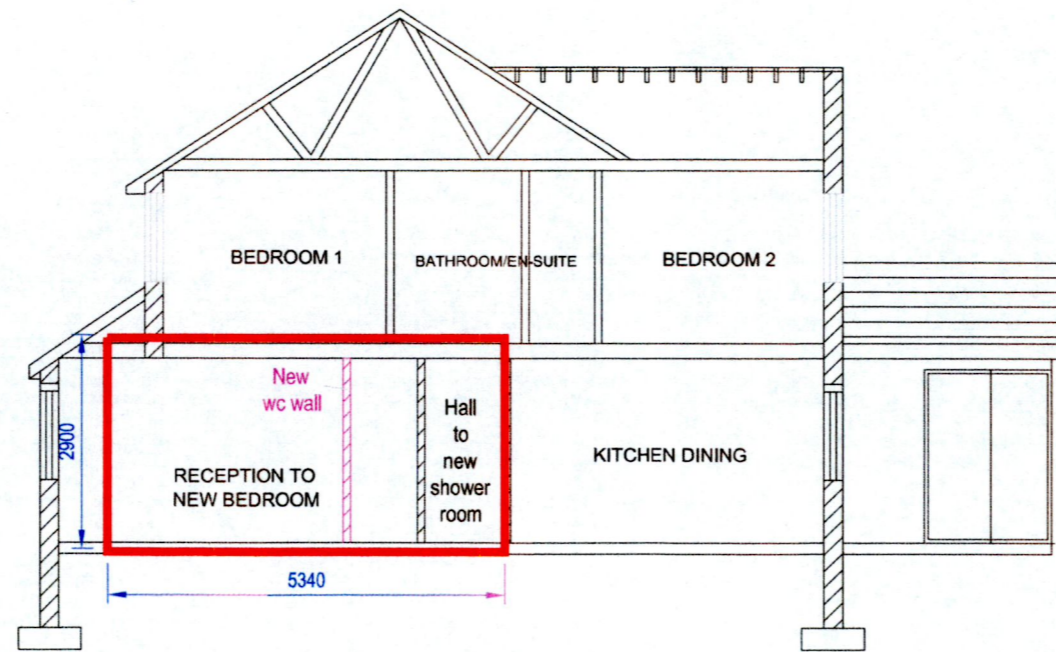 BEDROOM 1
BATHROOM/EN-SUITE
BEDROOM 2
New
wc wall
2900
RECEPTION TO
NEW BEDROOM
Hall
to
new
shower
room
KITCHEN DINING
5340